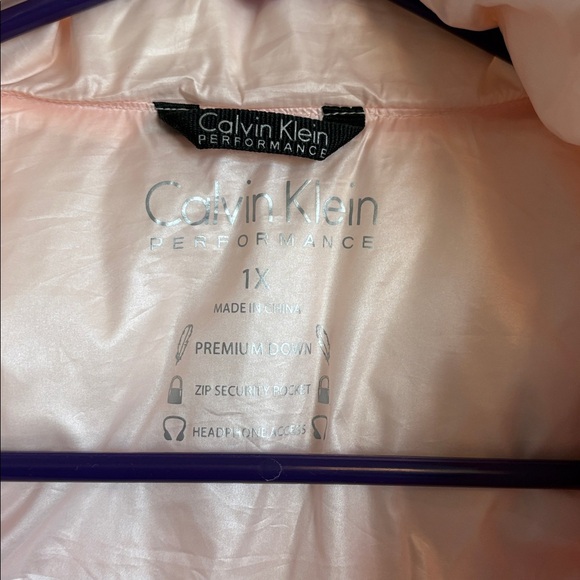 Calvin Klein
PERFORMANCE
Calvin Klein
PERFORMANCE
1X
MADE IN CHINA
PREMIUM DOWN
ZIP SECURITY POCKET
HEADPHONE ACCESS